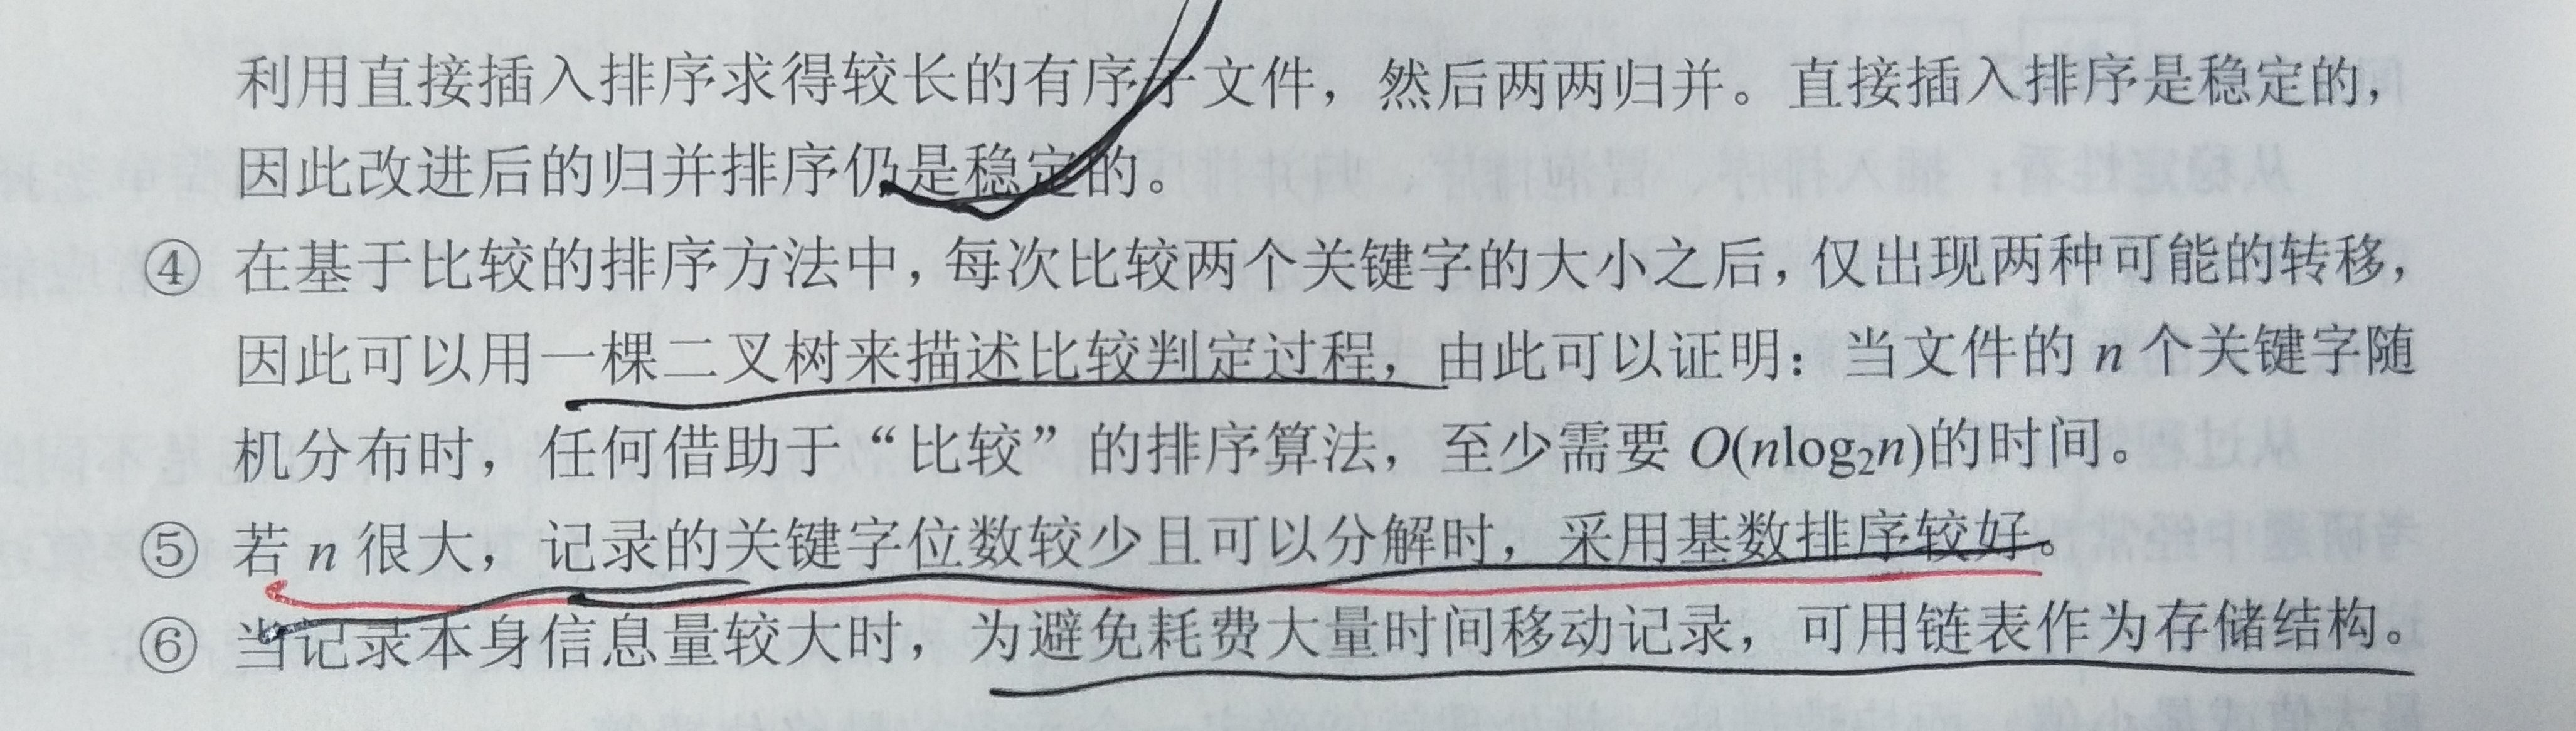 利用直接插入排序求得较长的有序子文件，然后两两归并。直接插入排序是稳定的，
因此改进后的归并排序仍是稳定的。
④ 在基于比较的排序方法中，每次比较两个关键字的大小之后，仅出现两种可能的转移，
因此可以用一棵二叉树来描述比较判定过程，由此可以证明：当文件的 n 个关键字随
机分布时，任何借助于“比较”的排序算法，至少需要 O(nlog₂n)的时间。
⑤ 若 n 很大，记录的关键字位数较少且可以分解时，采用基数排序较好。
⑥ 当记录本身信息量较大时，为避免耗费大量时间移动记录，可用链表作为存储结构。